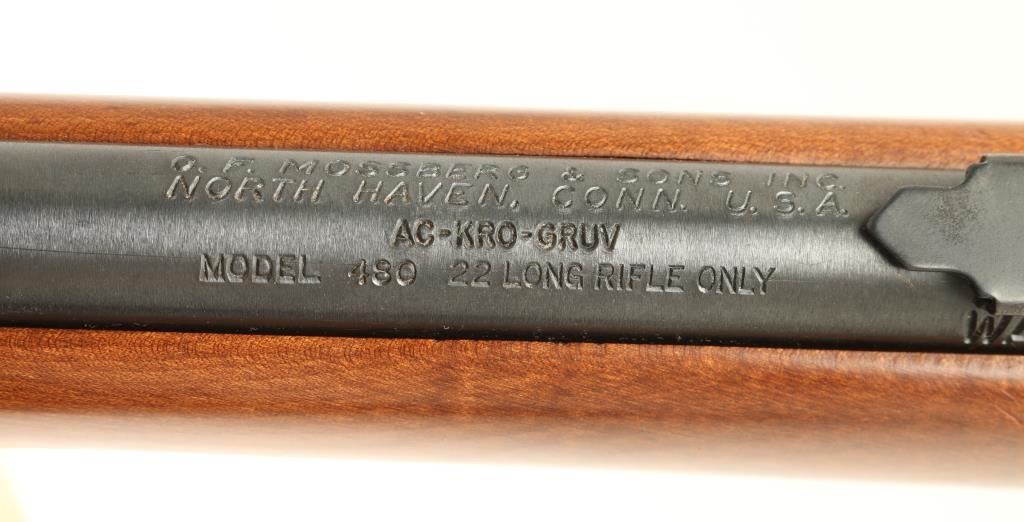 O. F. MOSSBERG & SONS INC.
NORTH HAVEN, CONN. U.S.A.
AC-KRO-GRUV
MODEL 480 22 LONG RIFLE ONLY